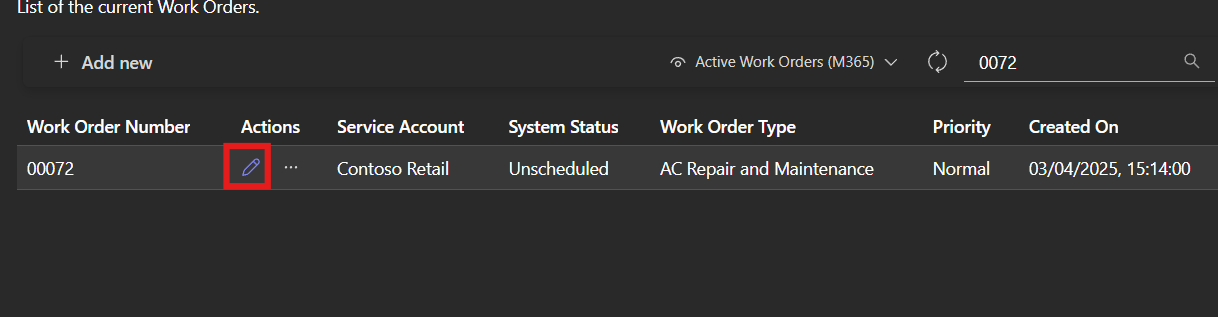 List of the current Work Orders.
+ Add new Active Work Orders (M365) 0072
Work Order Number Actions Service Account System Status Work Order Type Priority Created On
00072 ... Contoso Retail Unscheduled AC Repair and Maintenance Normal 03/04/2025, 15:14:00